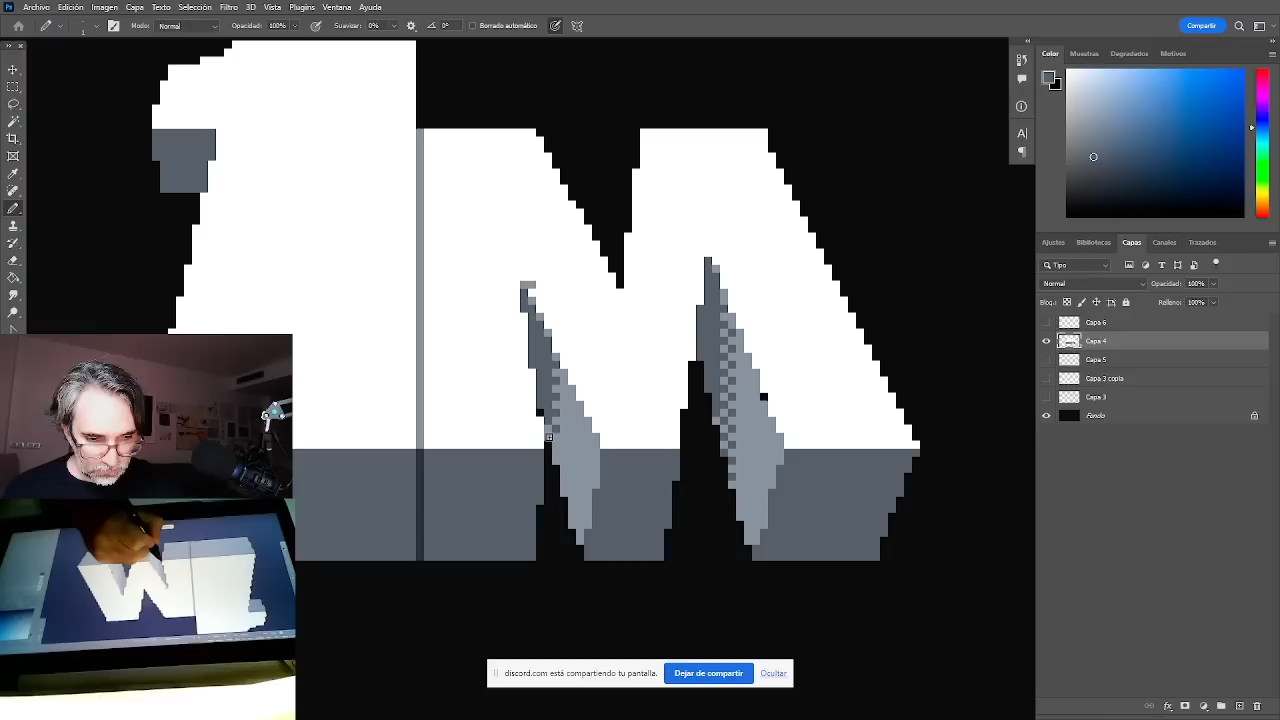 Ps Archivo Edición Imagen Capa Texto Selección Filtro 3D Vista Plugins Ventana Ayuda
1 Modo: Normal Opacidad: 100% Suavizar: 0% 0° Borrado automático Compartir
Color Muestras Degradados Motivos
Ajustes Bibliotecas Capas Canales Trazados
Tipo
Normal Opacidad: 100%
Bloq.: Relleno: 100%
Capa 6
Capa 4
Capa 5
Capa 3 copia
Capa 3
Fondo
discord.com está compartiendo tu pantalla. Dejar de compartir Ocultar